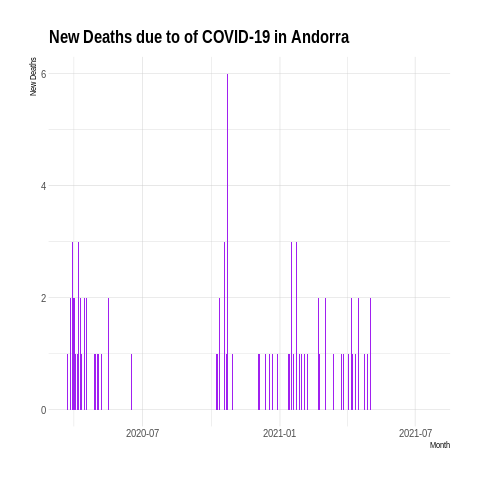 New Deaths due to of COVID-19 in Andorra
New Deaths
6
4
2
0
2020-07
2021-01
2021-07
Month